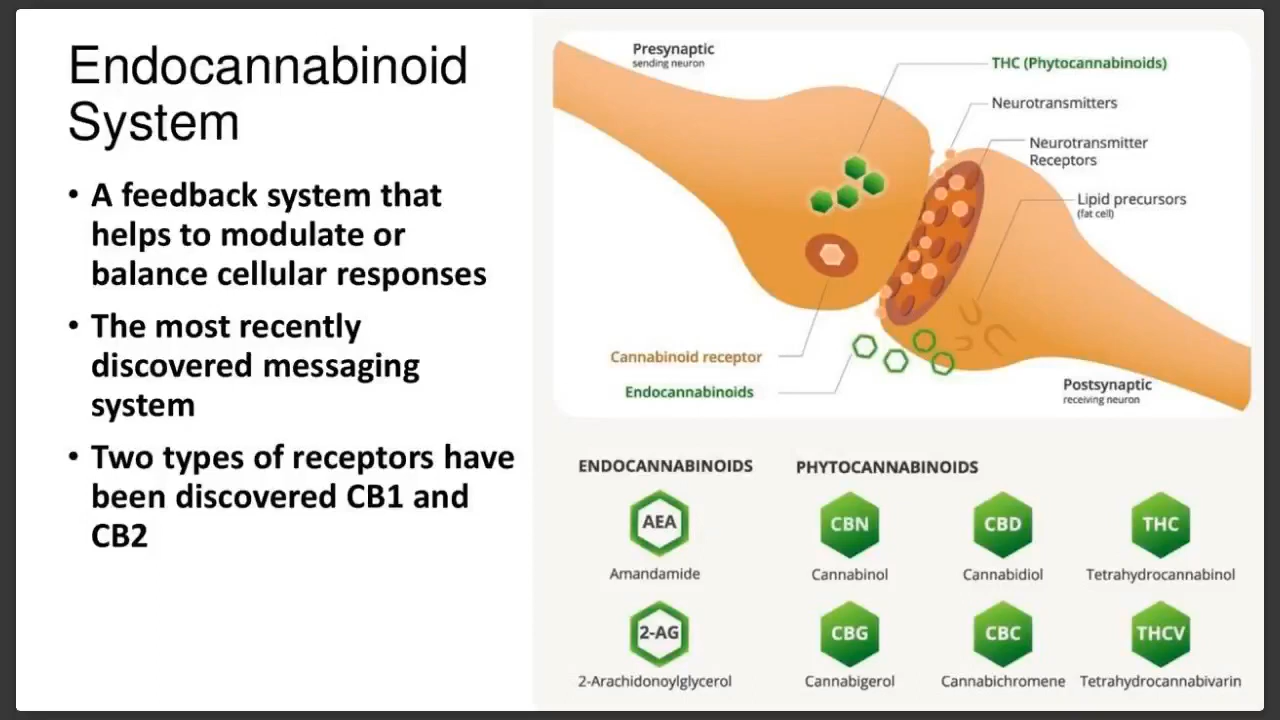 Endocannabinoid
System
• A feedback system that
helps to modulate or
balance cellular responses
• The most recently
discovered messaging
system
• Two types of receptors have
been discovered CB1 and
CB2
Presynaptic
sending neuron
THC (Phytocannabinoids)
Neurotransmitters
Neurotransmitter
Receptors
Lipid precursors
(fat cell)
Cannabinoid receptor
Endocannabinoids
Postsynaptic
receiving neuron
ENDOCANNABINOIDS
PHYTOCANNABINOIDS
AEA
CBN
CBD
THC
Amandamide
Cannabinol
Cannabidiol
Tetrahydrocannabinol
2-AG
CBG
CBC
THCV
2-Arachidonoylglycerol
Cannabigerol
Cannabichromene
Tetrahydrocannabivarin